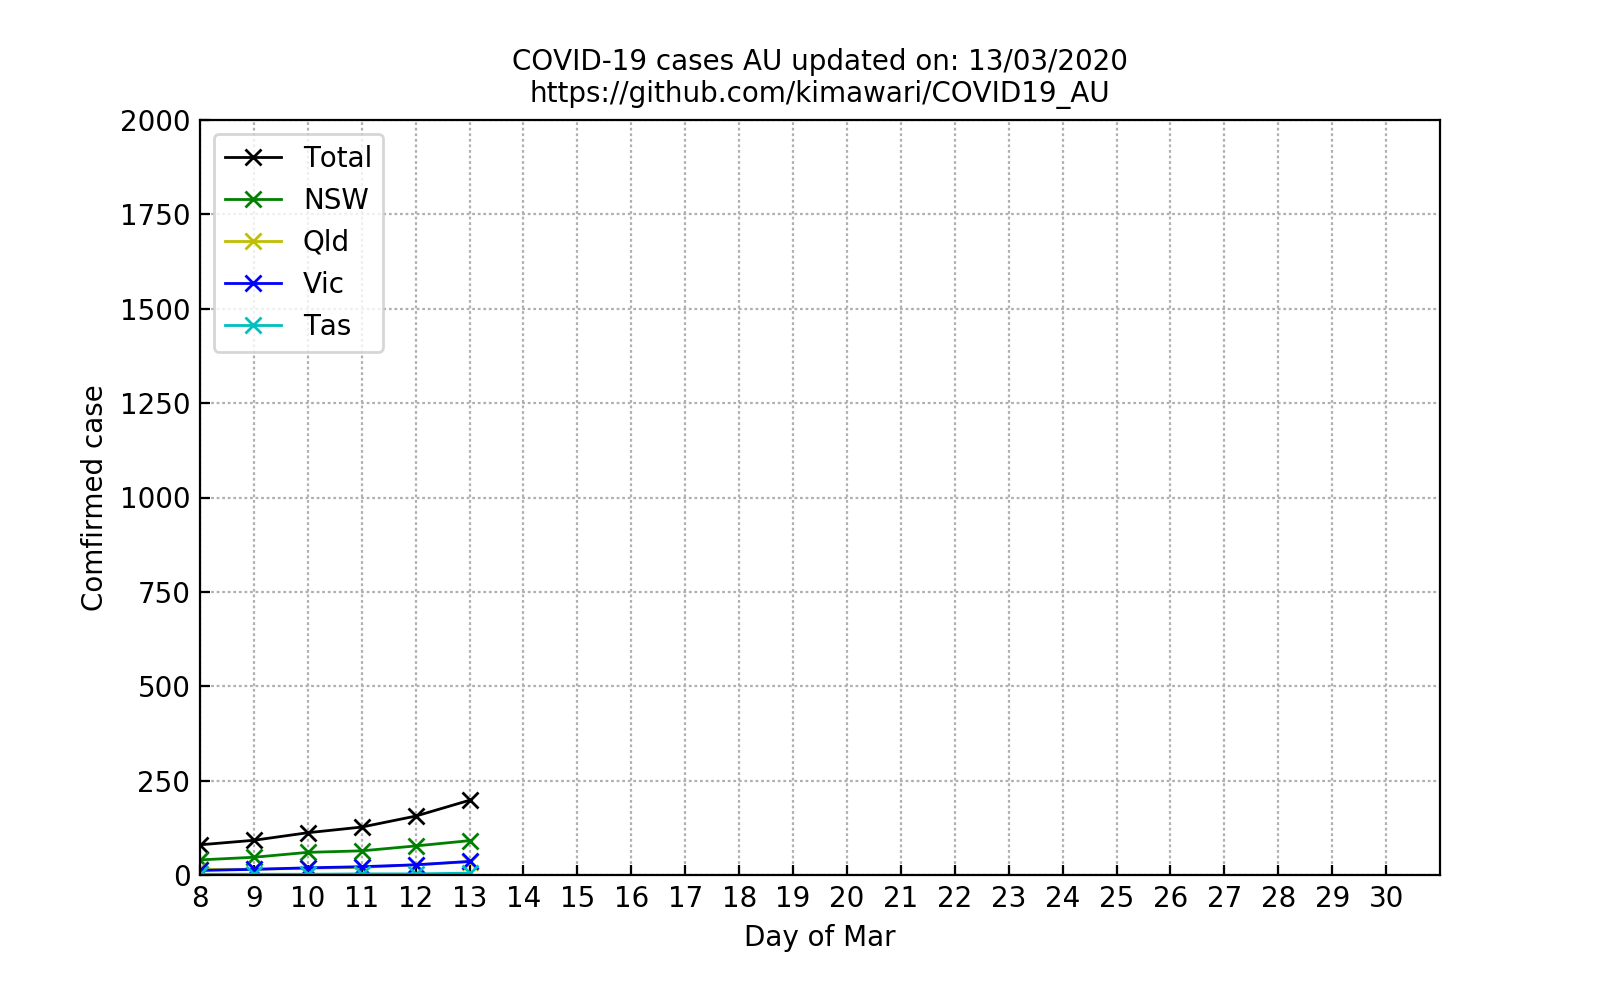 COVID-19 cases AU updated on: 13/03/2020
https://github.com/kimawari/COVID19_AU
2000
1750
1500
1250
1000
750
500
250
0
Total
NSW
Qld
Vic
Tas
Comfirmed case
8 9 10 11 12 13 14 15 16 17 18 19 20 21 22 23 24 25 26 27 28 29 30
Day of Mar